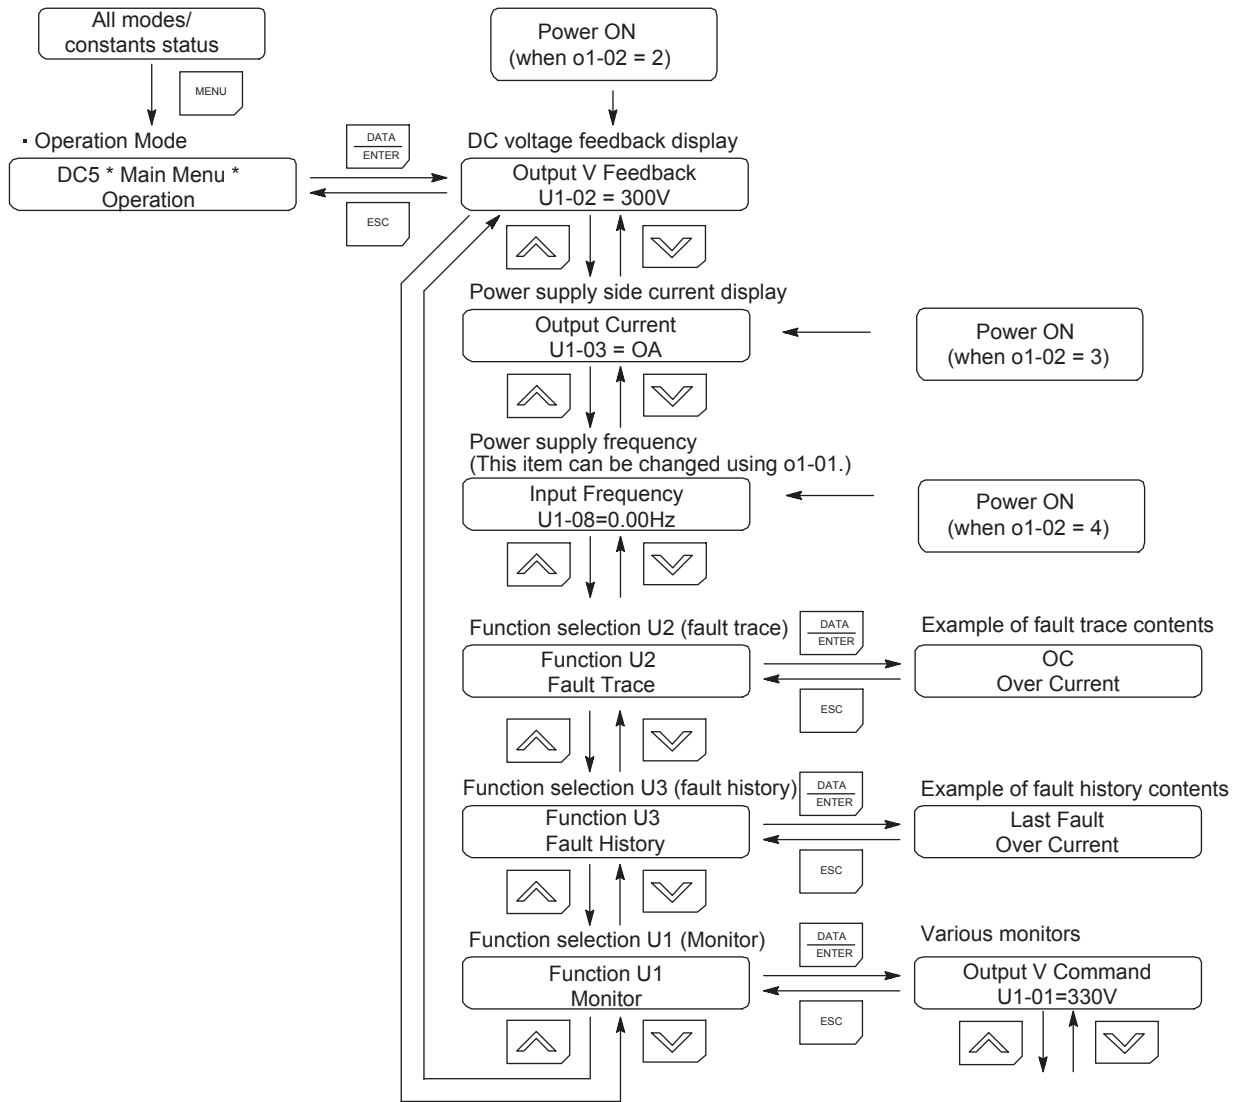 All modes/
constants status
MENU
Power ON
(when o1-02 = 2)
· Operation Mode
DC5 * Main Menu *
Operation
DATA
ENTER
ESC
DC voltage feedback display
Output V Feedback
U1-02 = 300V
Power supply side current display
Output Current
U1-03 = OA
Power ON
(when o1-02 = 3)
Power supply frequency
(This item can be changed using o1-01.)
Input Frequency
U1-08=0.00Hz
Power ON
(when o1-02 = 4)
Function selection U2 (fault trace)
Function U2
Fault Trace
DATA
ENTER
ESC
Example of fault trace contents
OC
Over Current
Function selection U3 (fault history)
Function U3
Fault History
DATA
ENTER
ESC
Example of fault history contents
Last Fault
Over Current
Function selection U1 (Monitor)
Function U1
Monitor
DATA
ENTER
ESC
Various monitors
Output V Command
U1-01=330V